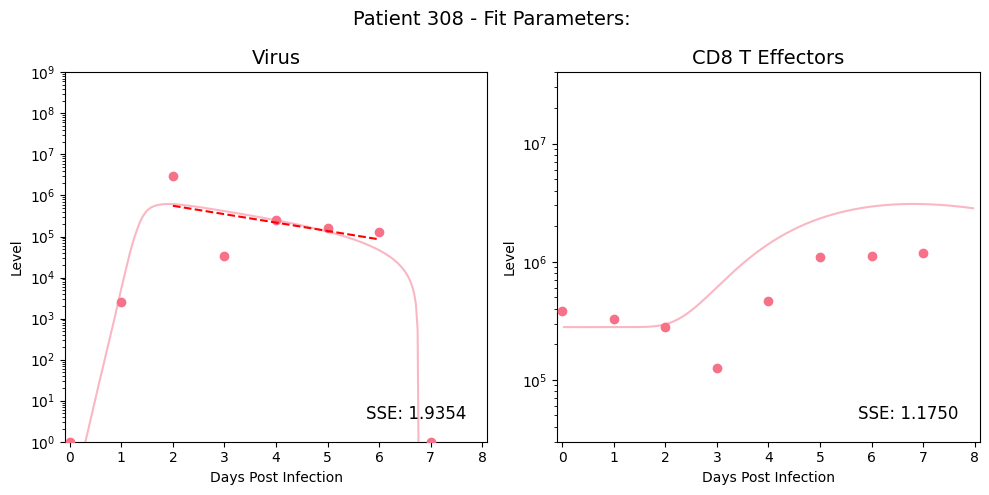 Patient 308 - Fit Parameters:
Virus
CD8 T Effectors
10⁹
10⁸
10⁷
10⁶
10⁵
10⁴
10³
10²
10¹
10⁰
Level
0 1 2 3 4 5 6 7 8
Days Post Infection
SSE: 1.9354
10⁷
10⁶
10⁵
Level
0 1 2 3 4 5 6 7 8
Days Post Infection
SSE: 1.1750